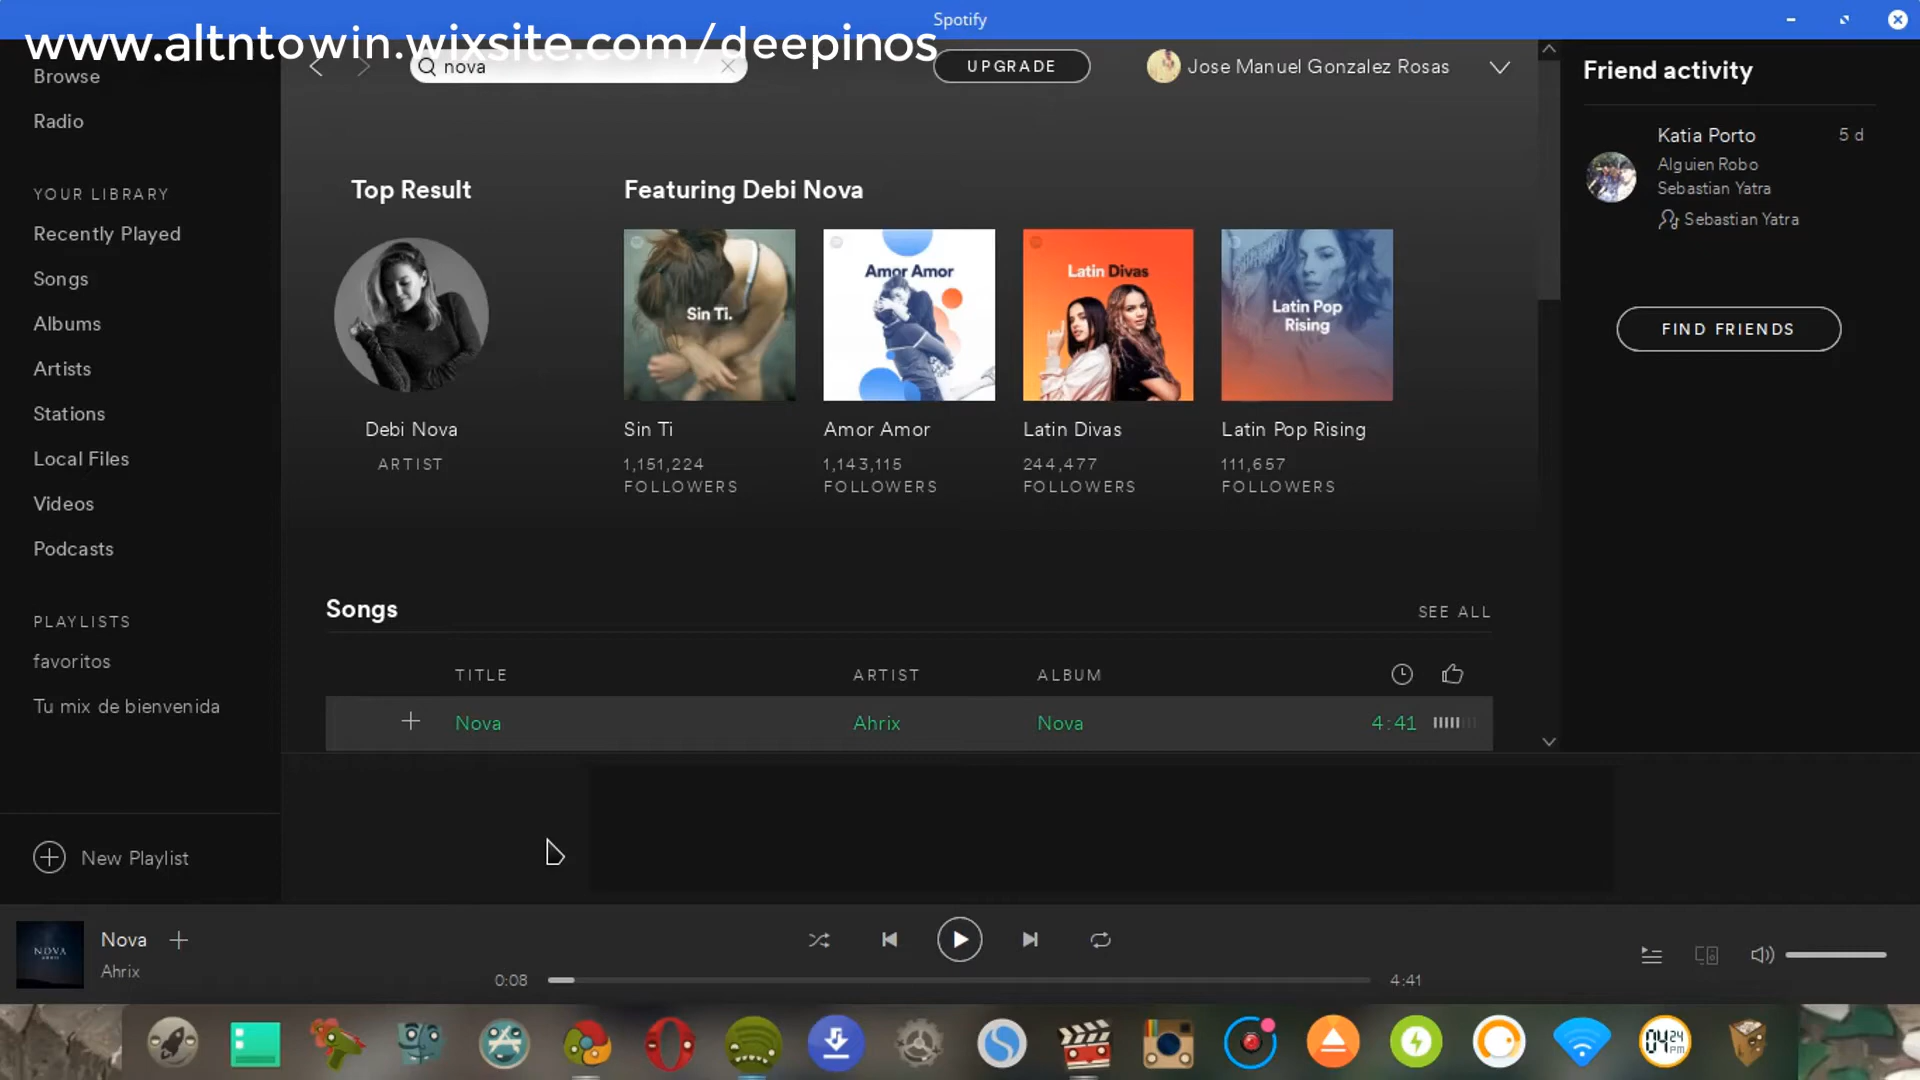 Spotify
www.altntowin.wixsite.com/deepinos
nova
UPGRADE
Jose Manuel Gonzalez Rosas
Browse
Radio
YOUR LIBRARY
Recently Played
Songs
Albums
Artists
Stations
Local Files
Videos
Podcasts
PLAYLISTS
favoritos
Tu mix de bienvenida
New Playlist
Top Result
Debi Nova
ARTIST
Featuring Debi Nova
Sin Ti.
Sin Ti
1,151,224
FOLLOWERS
Amor Amor
Amor Amor
1,143,115
FOLLOWERS
Latin Divas
Latin Divas
244,477
FOLLOWERS
Latin Pop
Rising
Latin Pop Rising
111,657
FOLLOWERS
Songs
SEE ALL
TITLE ARTIST ALBUM
Nova Ahrix Nova 4:41
Friend activity
Katia Porto 5 d
Alguien Robo
Sebastian Yatra
Sebastian Yatra
FIND FRIENDS
NOVA
Nova
Ahrix
0:08
4:41
04 24
PM